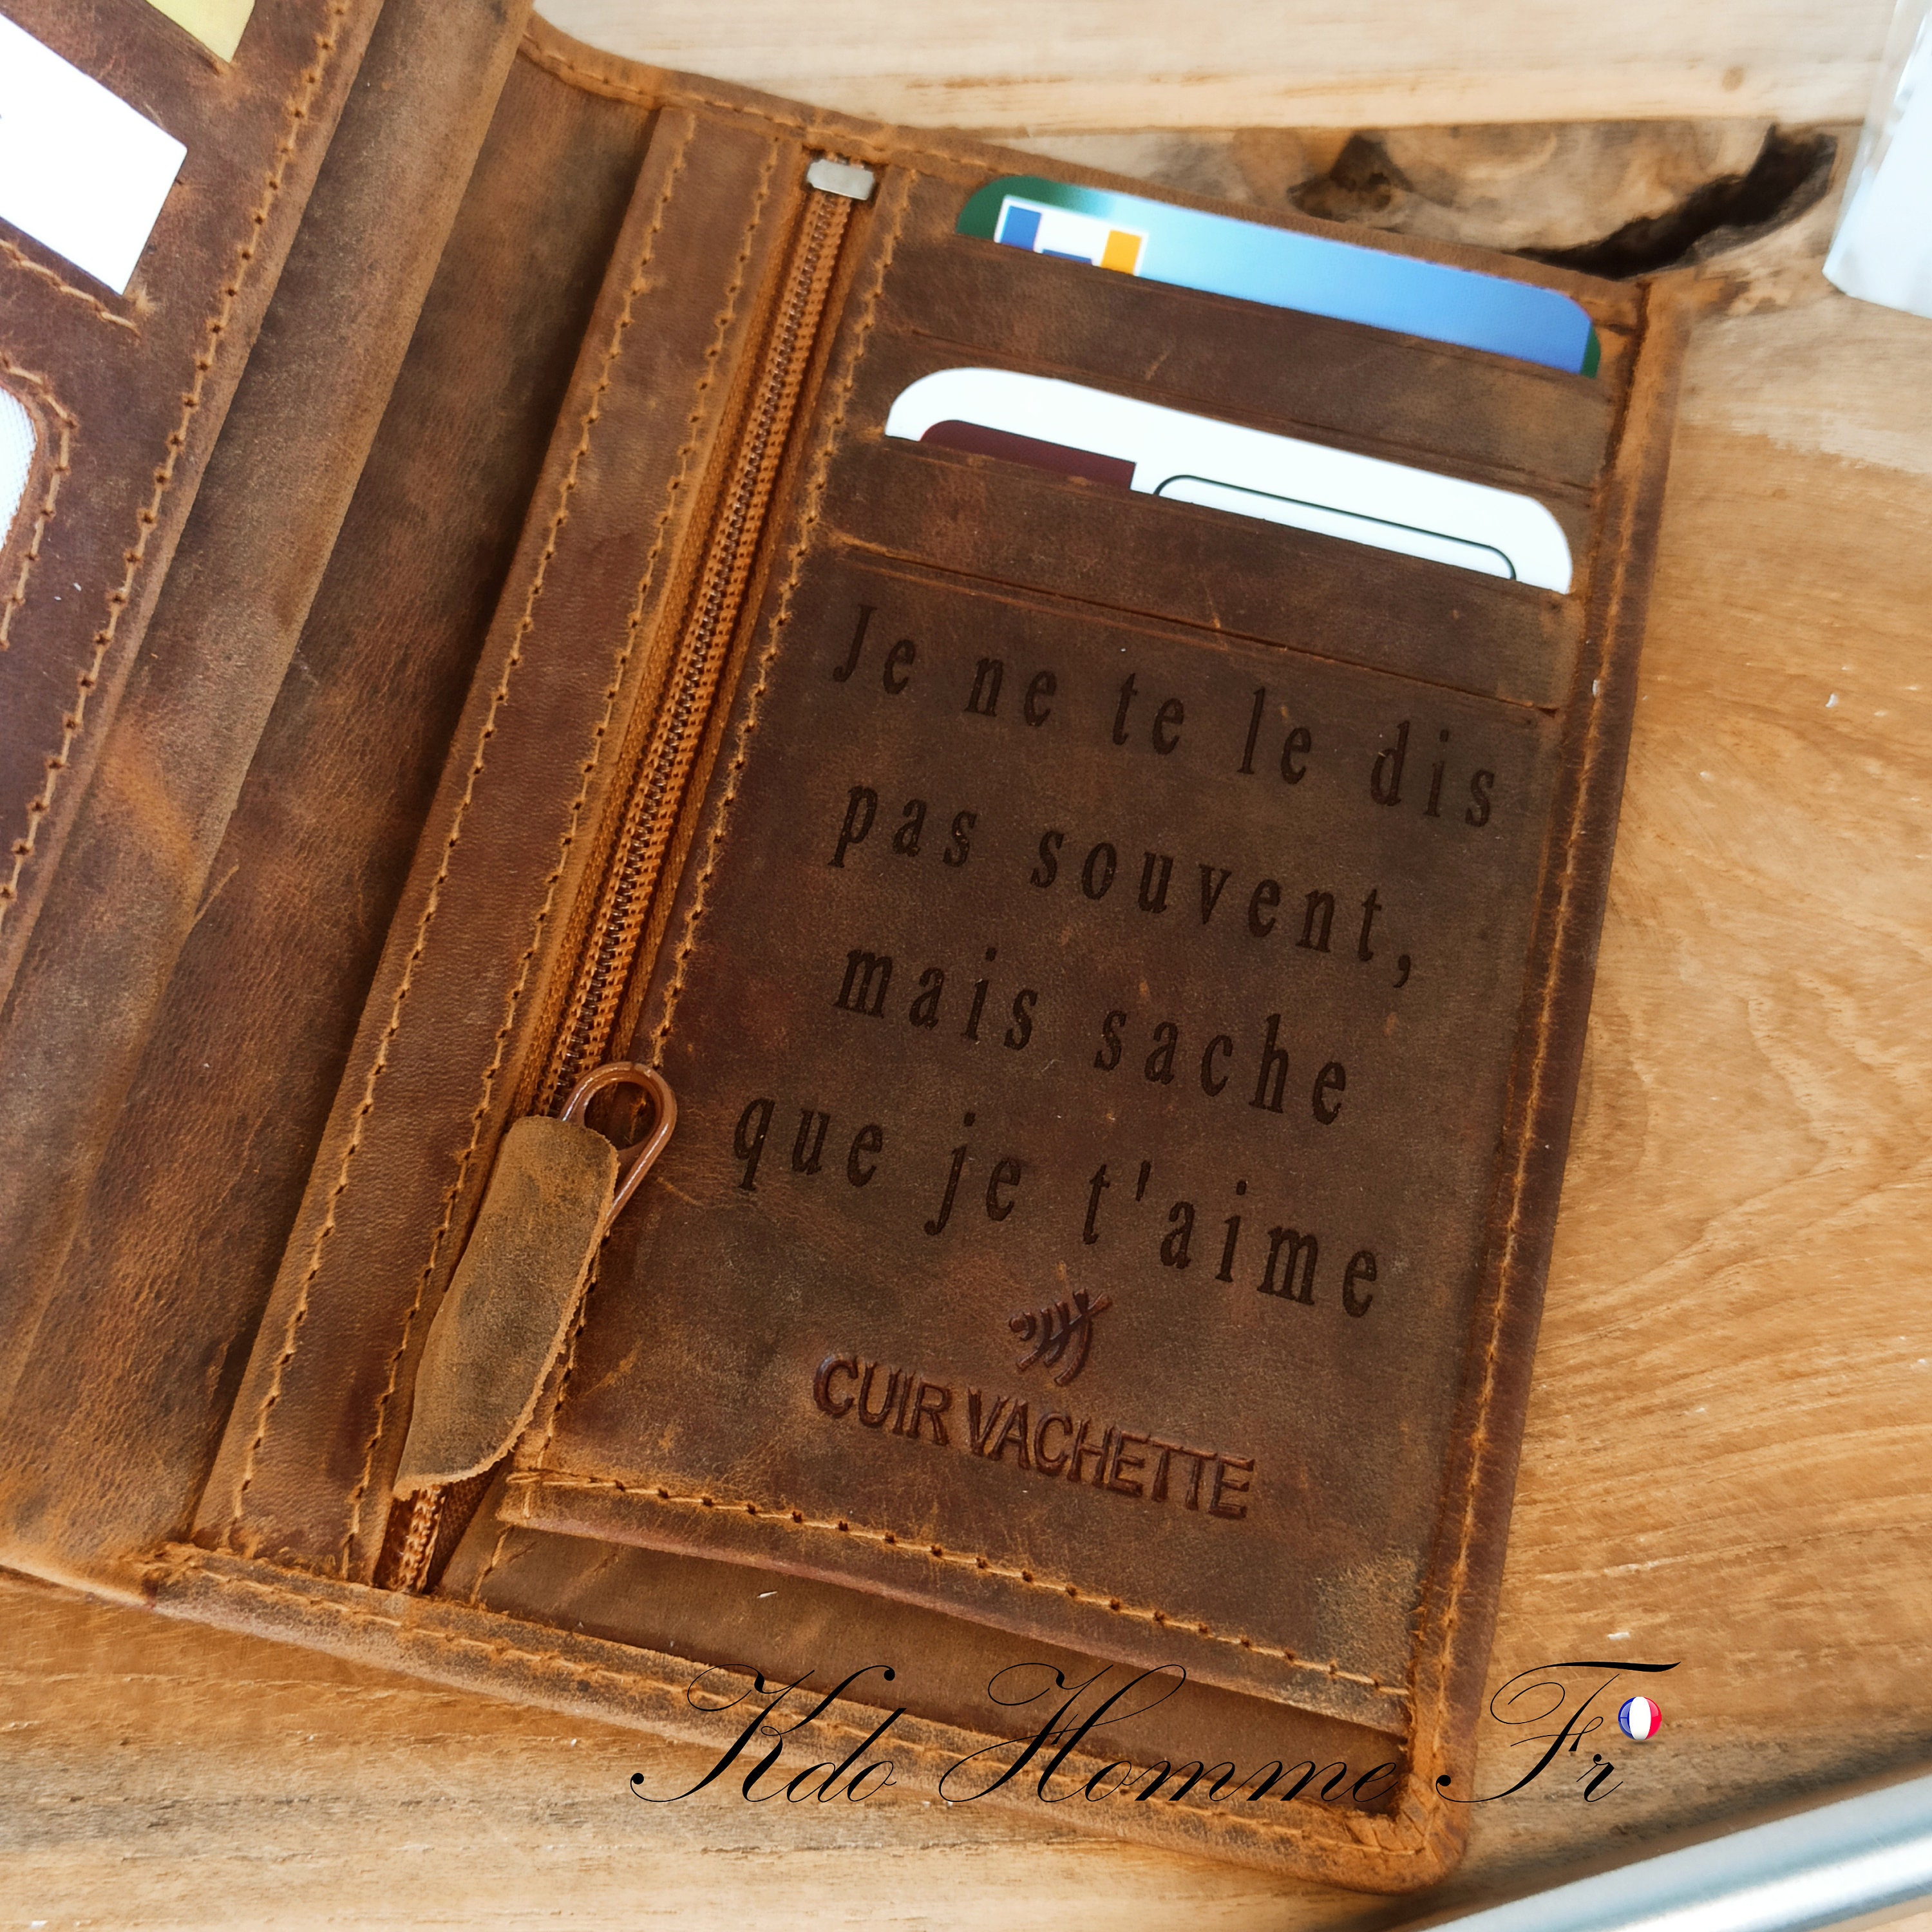 Je ne te le dis
pas souvent,
mais sache
que je t'aime
CUIR VACHETTE
Kdo Homme Fr